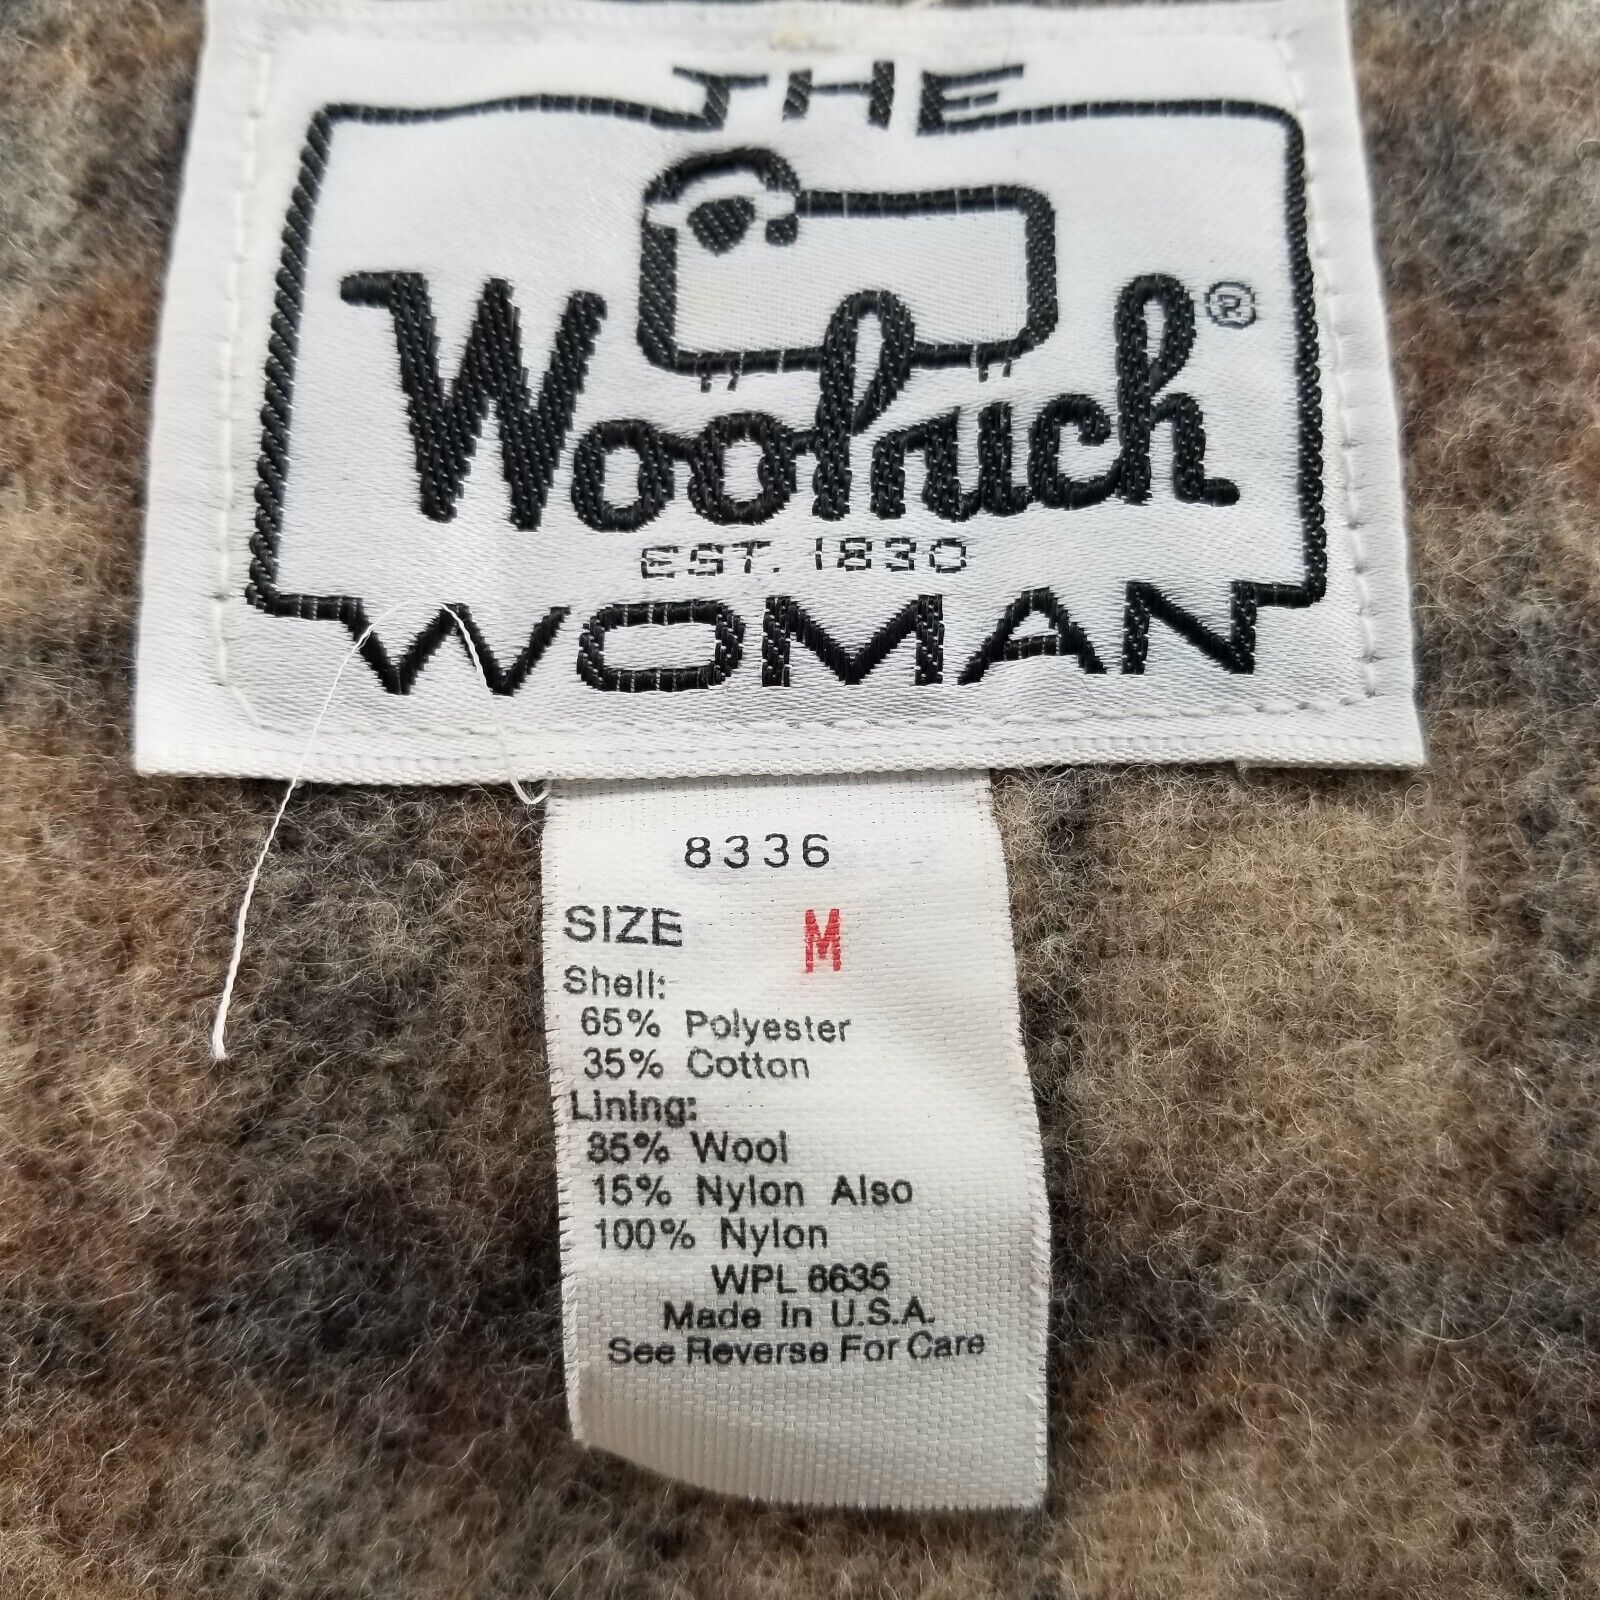 THE
Woolrich®
EST. 1830
WOMAN
8336
SIZE M
Shell:
65% Polyester
35% Cotton
Lining:
85% Wool
15% Nylon Also
100% Nylon
WPL 6635
Made In U.S.A.
See Reverse For Care